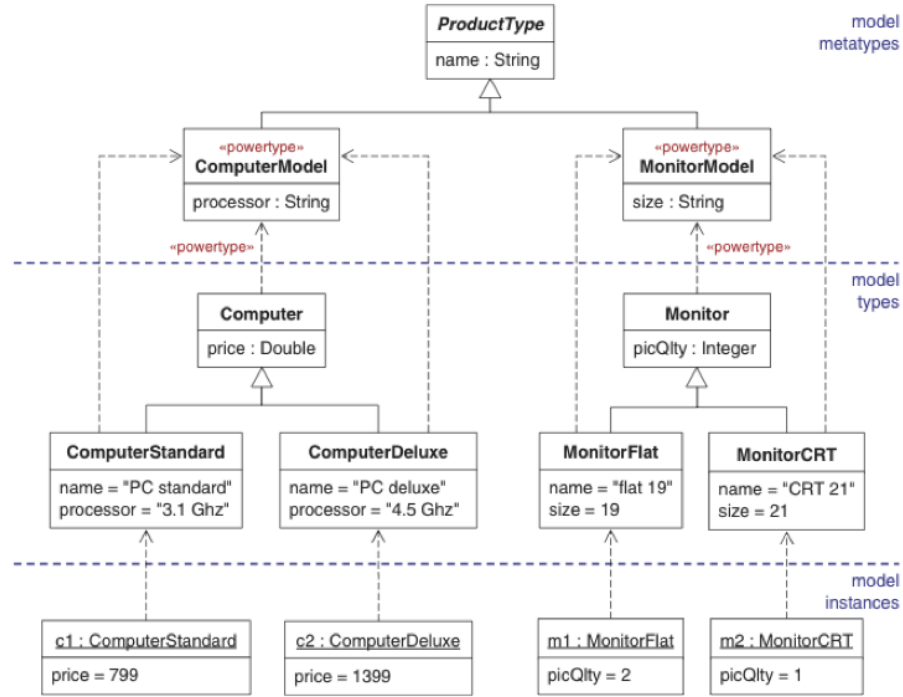 ProductType
name : String
model
metatypes
«powertype»
ComputerModel
processor : String
«powertype»
MonitorModel
size : String
«powertype»
«powertype»
model
types
Computer
price : Double
Monitor
picQlty : Integer
ComputerStandard
name = "PC standard"
processor = "3.1 Ghz"
ComputerDeluxe
name = "PC deluxe"
processor = "4.5 Ghz"
MonitorFlat
name = "flat 19"
size = 19
MonitorCRT
name = "CRT 21"
size = 21
model
instances
c1 : ComputerStandard
price = 799
c2 : ComputerDeluxe
price = 1399
m1 : MonitorFlat
picQlty = 2
m2 : MonitorCRT
picQlty = 1